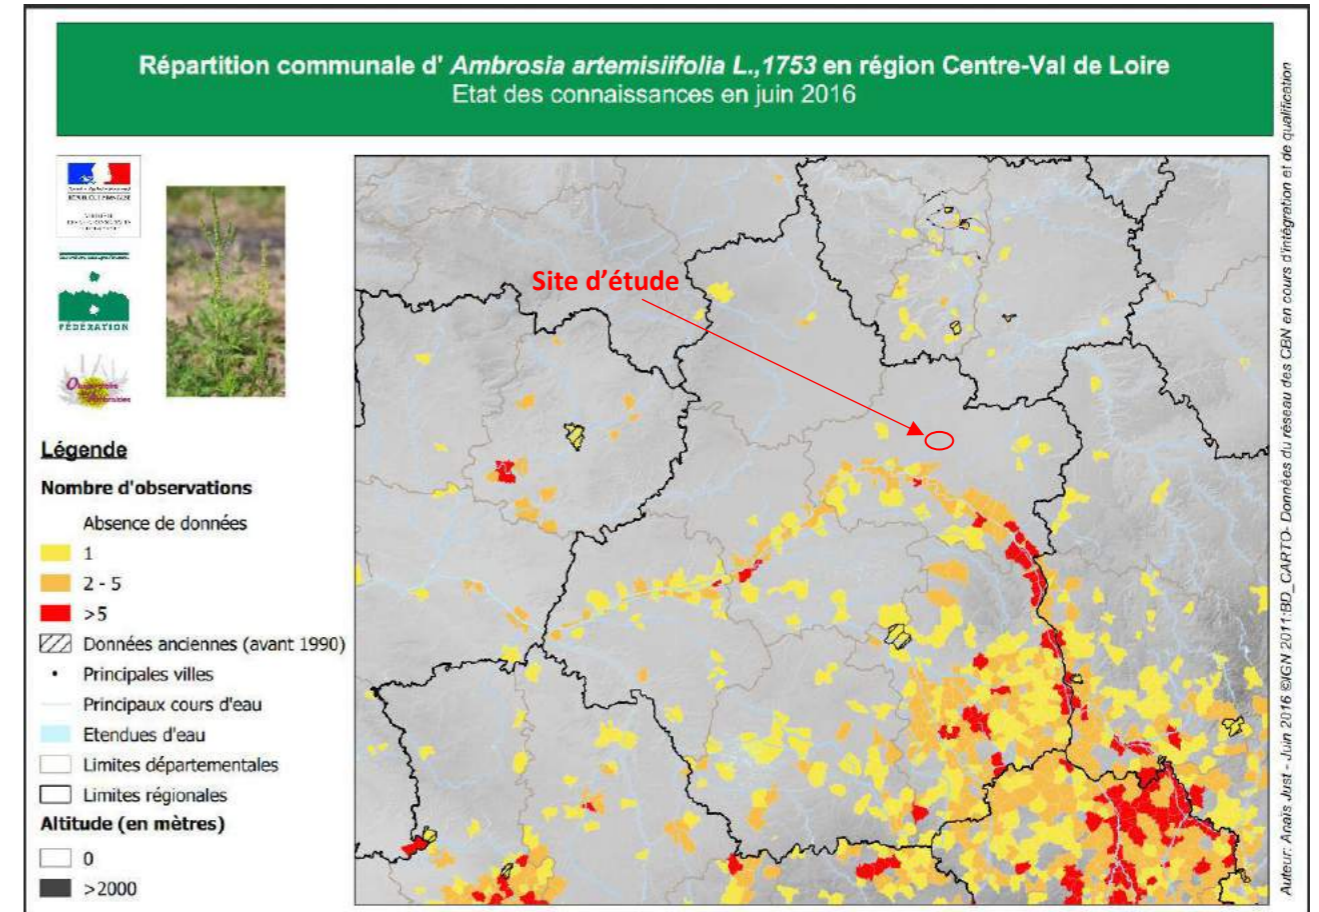 Répartition communale d' Ambrosia artemisiifolia L.,1753 en région Centre-Val de Loire
Etat des connaissances en juin 2016
RÉPUBLIQUE FRANÇAISE
FÉDÉRATION
Site d'étude
Légende
Nombre d'observations
Absence de données
1
2 - 5
>5
Données anciennes (avant 1990)
Principales villes
Principaux cours d'eau
Etendues d'eau
Limites départementales
Limites régionales
Altitude (en mètres)
0
>2000
Auteur: Anaïs Just - Juin 2016 ©IGN 2011:BD_CARTO- Données du réseau des CBN en cours d'intégration et de qualification